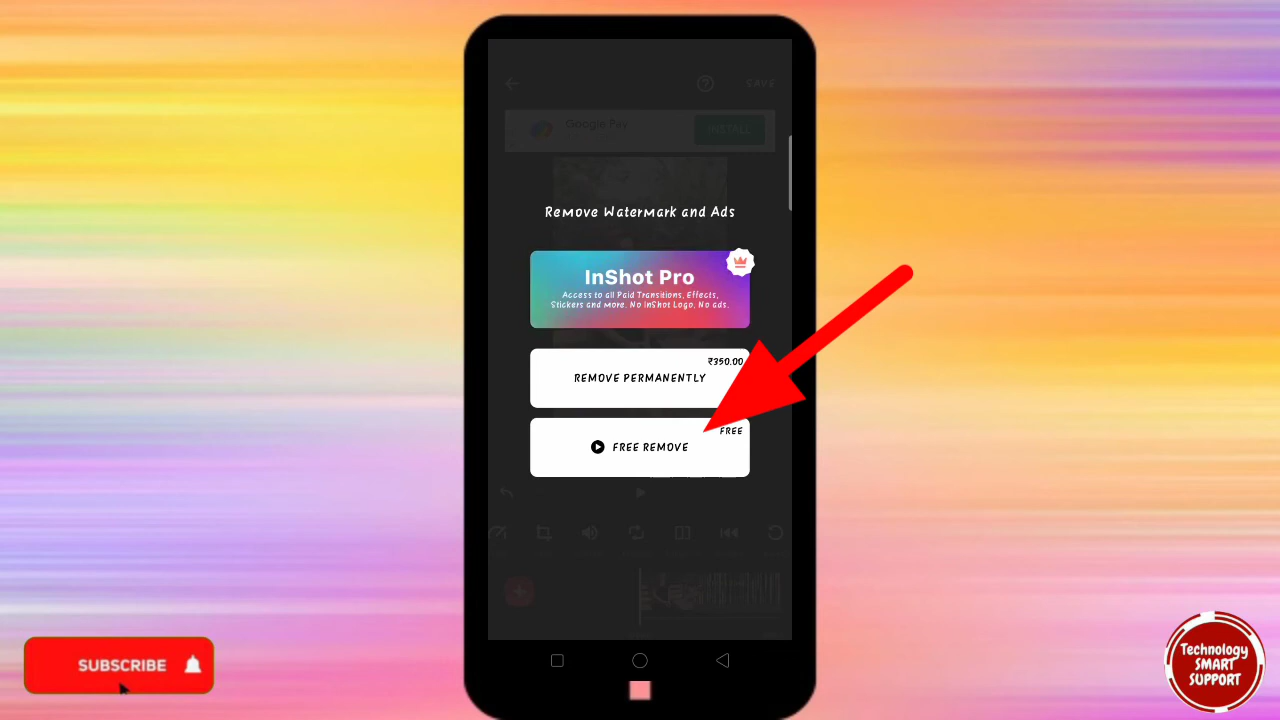 SAVE
Google Pay
INSTALL
Remove Watermark and Ads
InShot Pro
Access to all Paid Transitions, Effects,
Stickers and more. No InShot Logo, No ads.
₹350.00
REMOVE PERMANENTLY
FREE
FREE REMOVE
SUBSCRIBE
Technology
SMART
SUPPORT